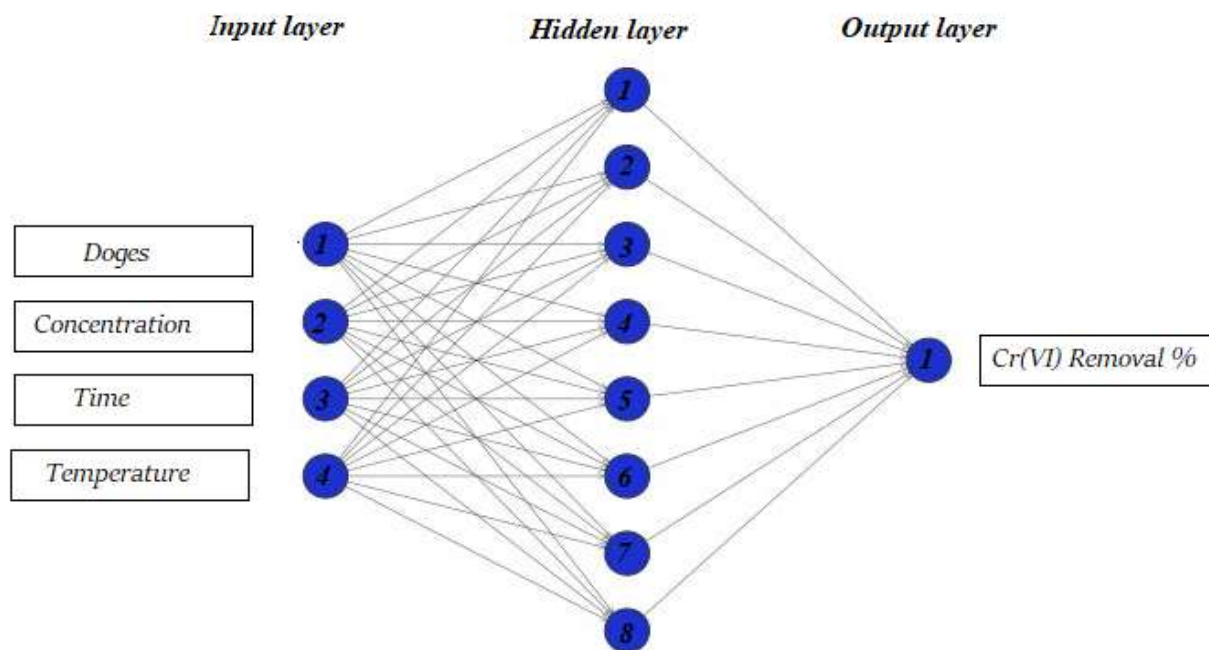 Input layer
Hidden layer
Output layer
1
2
1
3
Doges
2
4
Concentration
1
Cr(VI) Removal %
3
5
Time
4
6
Temperature
7
8